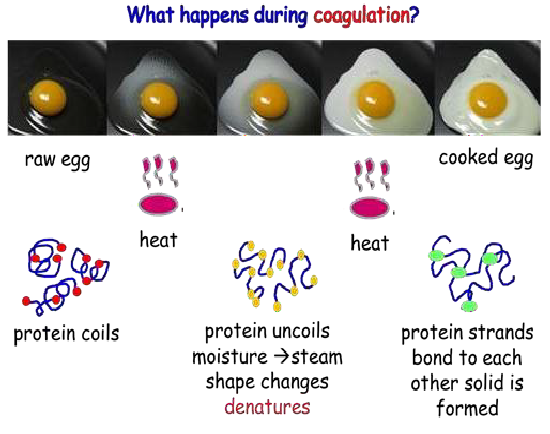 What happens during coagulation?
raw egg
cooked egg
heat
heat
protein coils
protein uncoils
moisture →steam
shape changes
denatures
protein strands
bond to each
other solid is
formed